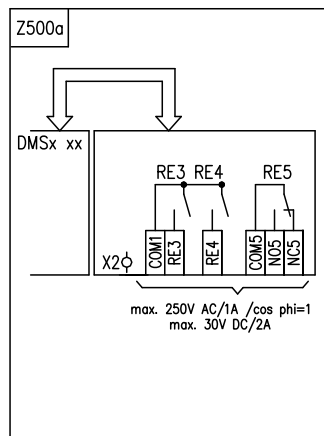 Z500a
DMSx xx
RE3 RE4 RE5
X2
COM1
RE3
RE4
COM5
NO5
NC5
max. 250V AC/1A /cos phi=1
max. 30V DC/2A